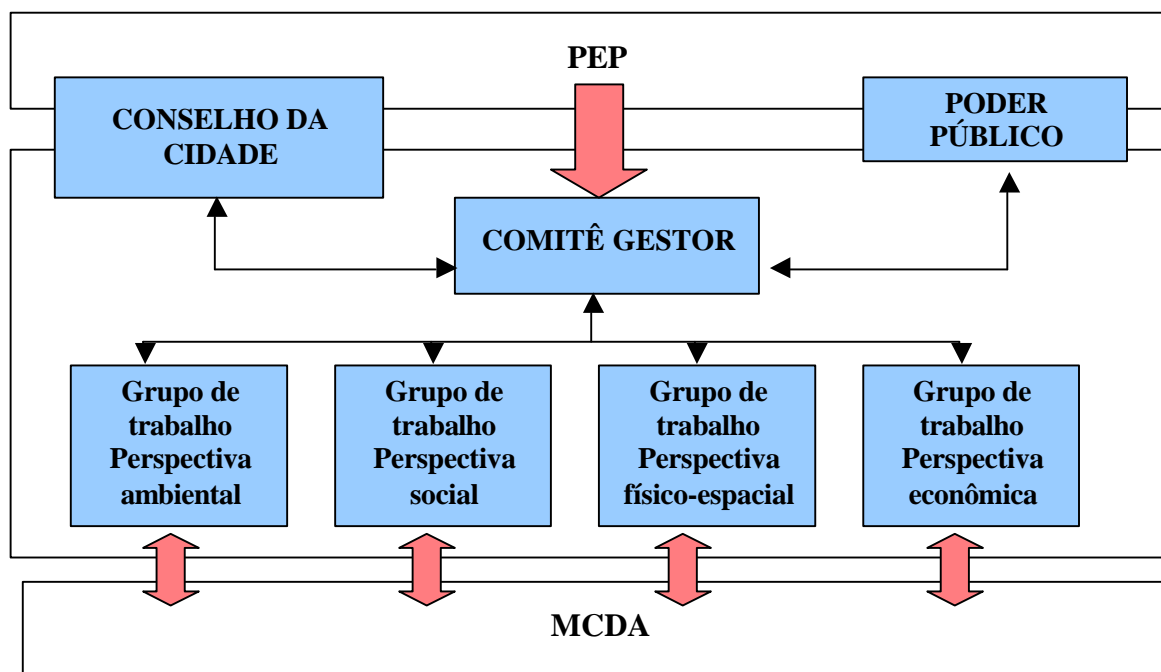 PEP
CONSELHO DA
CIDADE
PODER
PÚBLICO
COMITÊ GESTOR
Grupo de
trabalho
Perspectiva
ambiental
Grupo de
trabalho
Perspectiva
social
Grupo de
trabalho
Perspectiva
físico-espacial
Grupo de
trabalho
Perspectiva
econômica
MCDA